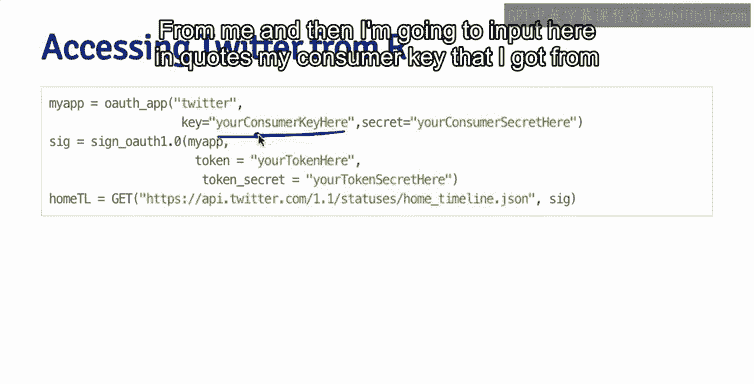 From me and then I'm going to input here
in quotes my consumer key that I got from
Accessing Twitter from R
myapp = oauth_app("twitter",
key="yourConsumerKeyHere",secret="yourConsumerSecretHere")
sig = sign_oauth1.0(myapp,
token = "yourTokenHere",
token_secret = "yourTokenSecretHere")
homeTL = GET("https://api.twitter.com/1.1/statuses/home_timeline.json", sig)